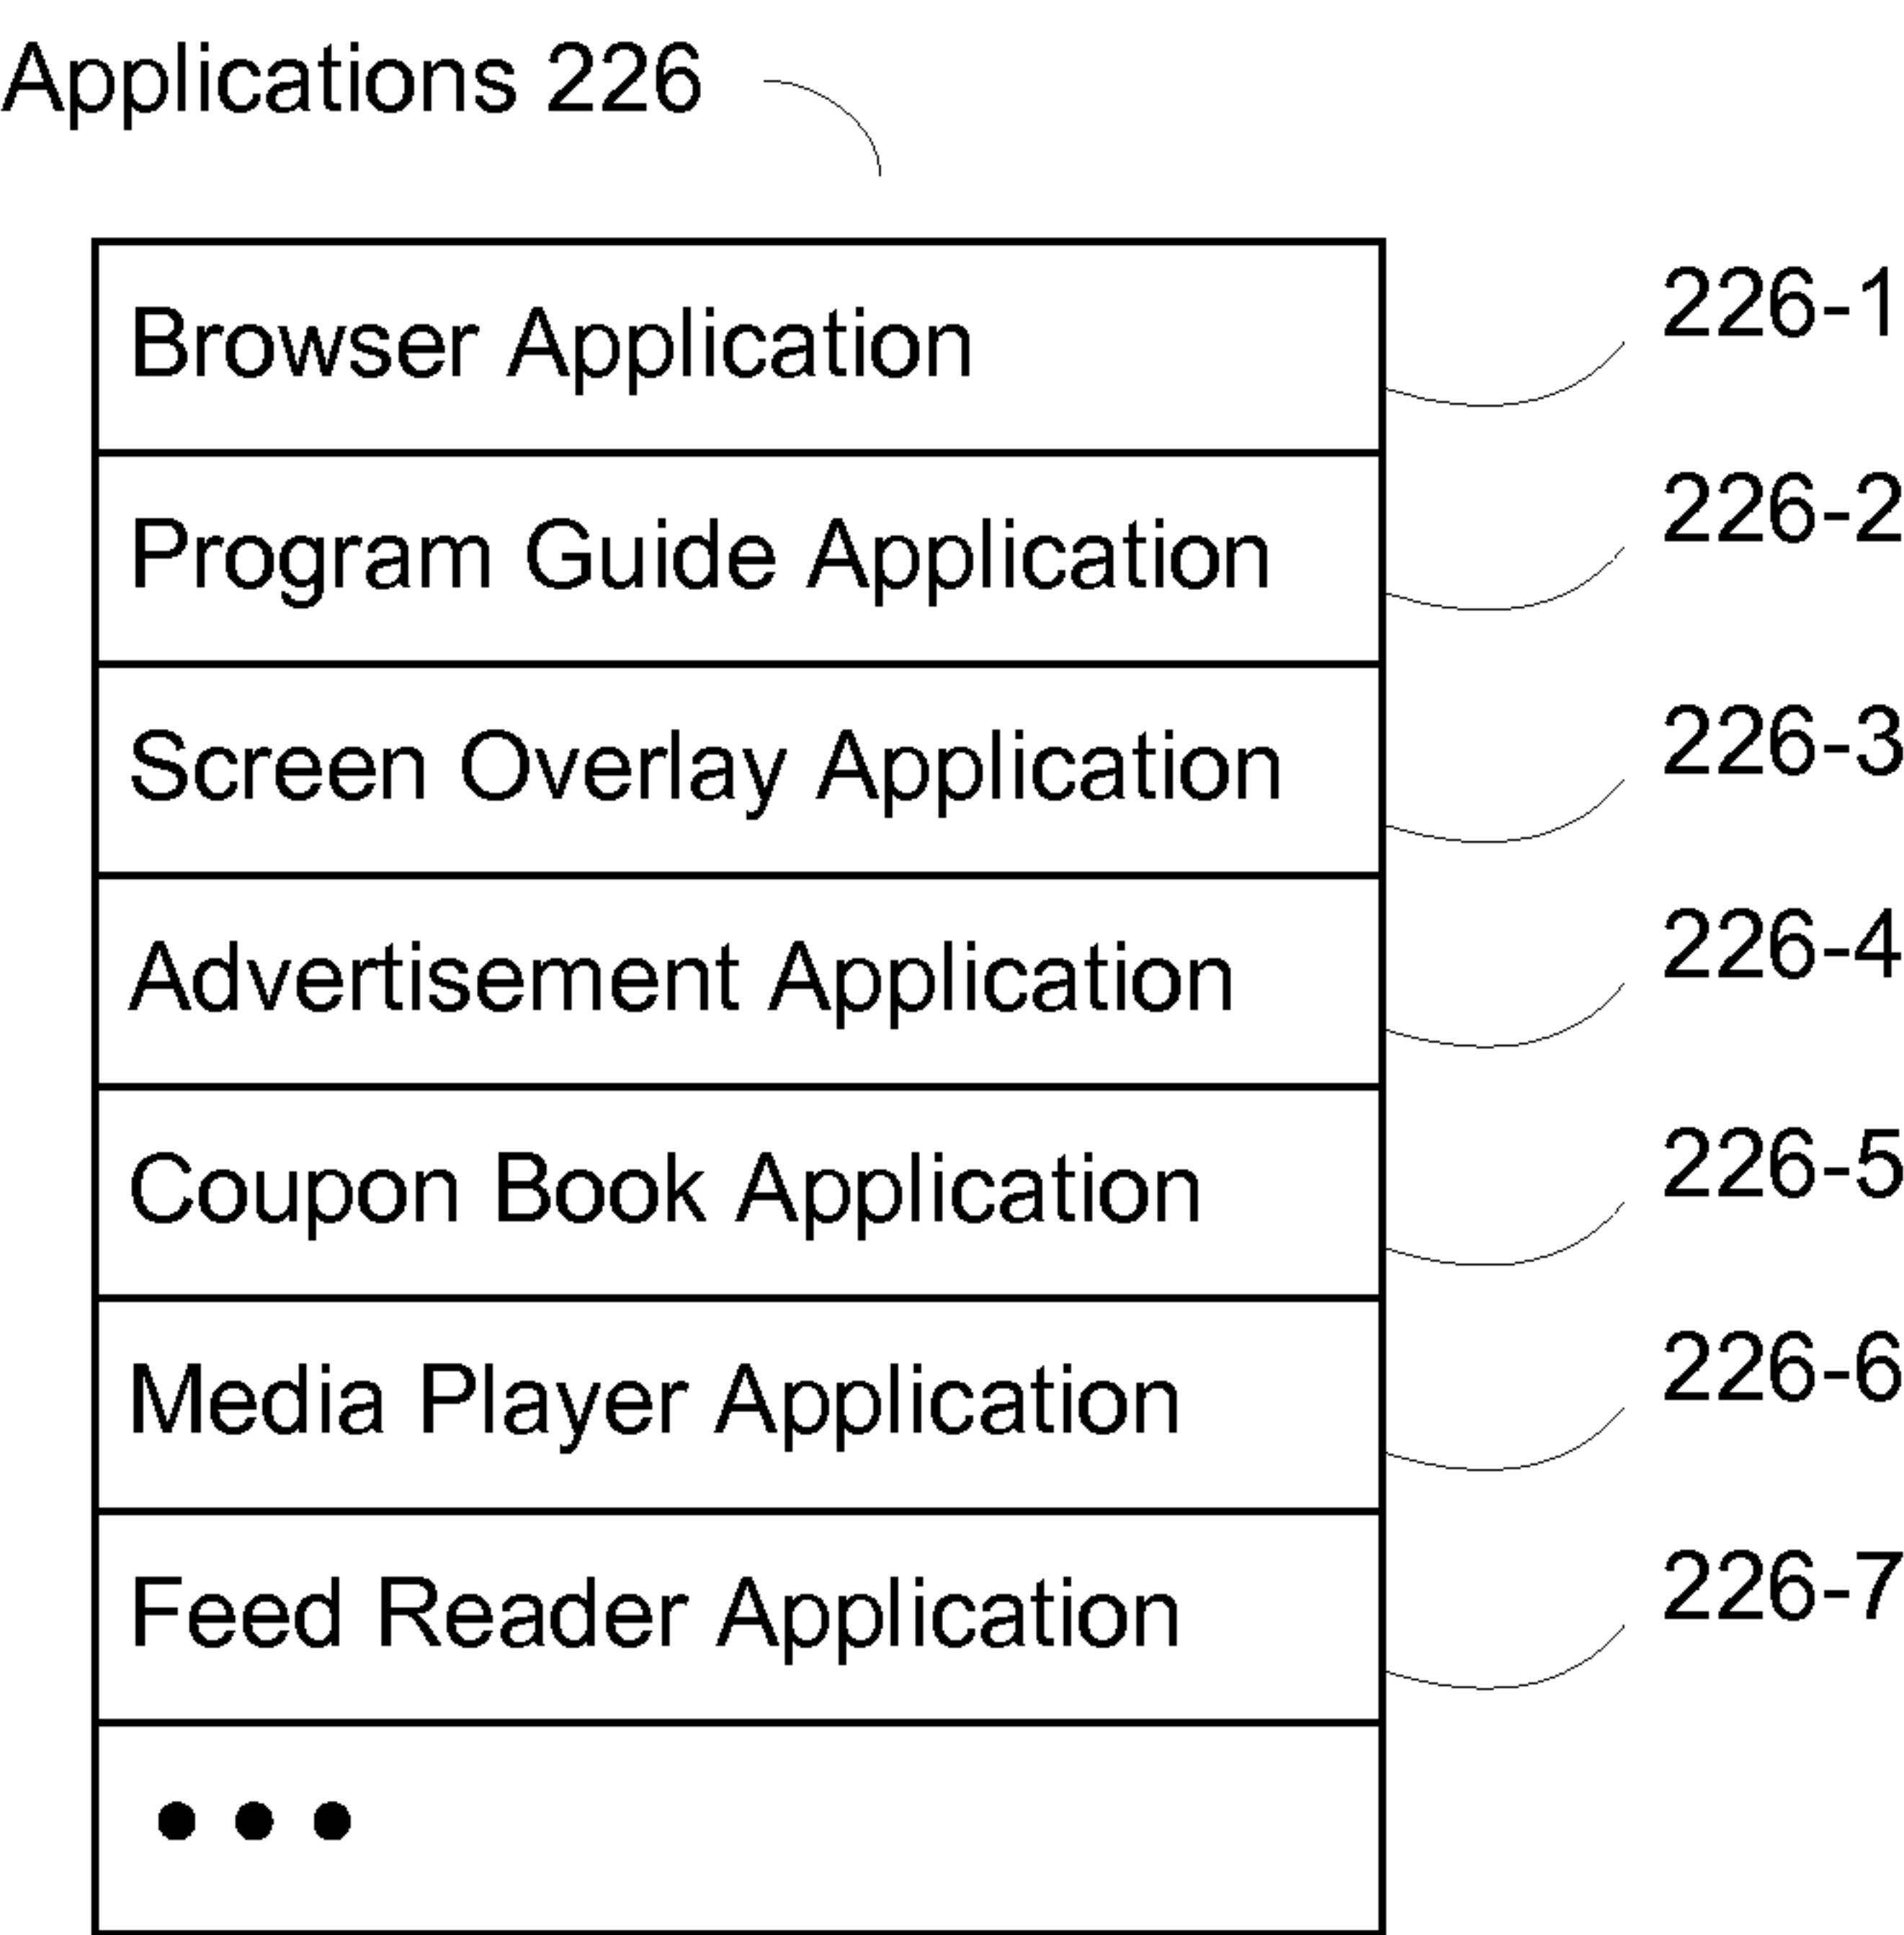 Applications 226
Browser Application 226-1
Program Guide Application 226-2
Screen Overlay Application 226-3
Advertisement Application 226-4
Coupon Book Application 226-5
Media Player Application 226-6
Feed Reader Application 226-7
• • •